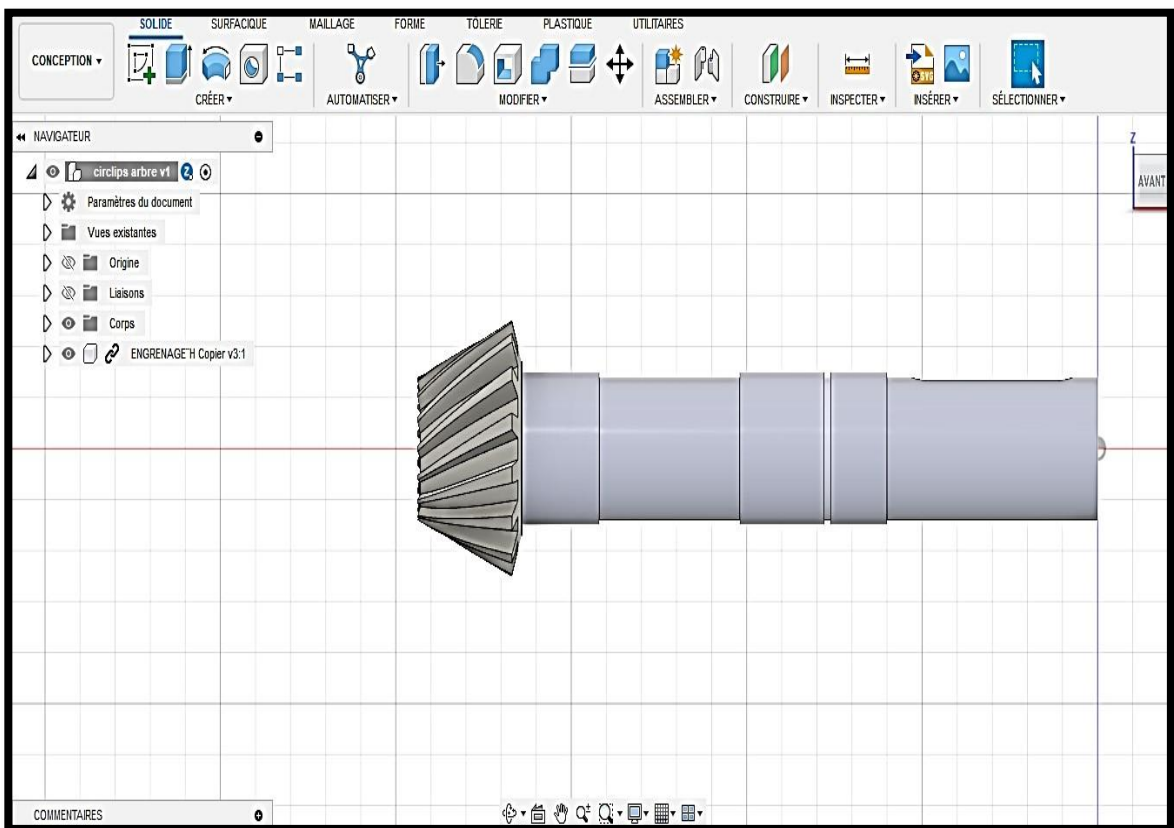 SOLIDE SURFACIQUE MAILLAGE FORME TÔLERIE PLASTIQUE UTILITAIRES
CONCEPTION
CRÉER AUTOMATISER MODIFIER ASSEMBLER CONSTRUIRE INSPECTER INSÉRER SÉLECTIONNER
SVG
NAVIGATEUR
circlips arbre v1
Paramètres du document
Vues existantes
Origine
Liaisons
Corps
ENGRENAGE¨H Copier v3:1
Z
AVANT
COMMENTAIRES